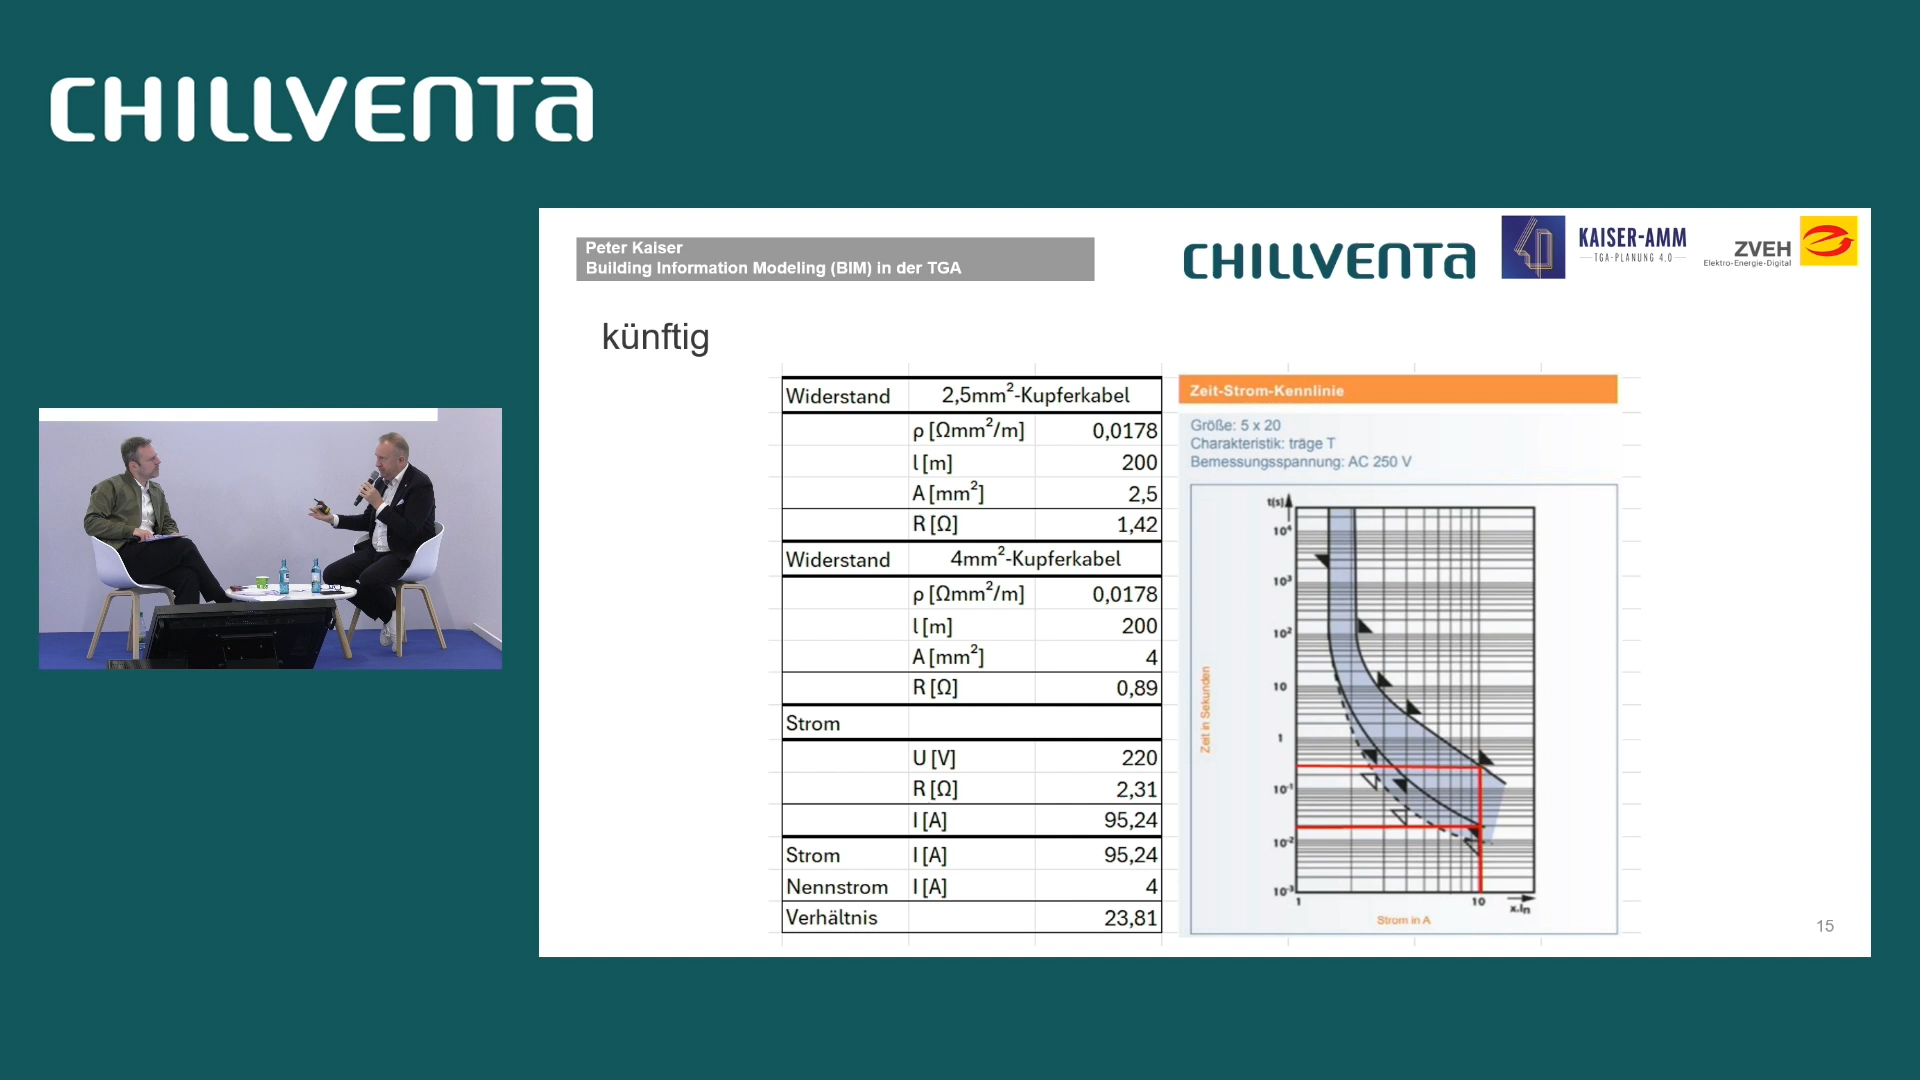 CHILLVENTA
Peter Kaiser
Building Information Modeling (BIM) in der TGA
CHILLVENTA
KAISER-AMM
TGA-PLANUNG 4.0
ZVEH
Elektro-Energie-Digital
künftig
Widerstand 2,5mm²-Kupferkabel
ρ [Ωmm²/m] 0,0178
l [m] 200
A [mm²] 2,5
R [Ω] 1,42
Widerstand 4mm²-Kupferkabel
ρ [Ωmm²/m] 0,0178
l [m] 200
A [mm²] 4
R [Ω] 0,89
Strom
U [V] 220
R [Ω] 2,31
I [A] 95,24
Strom I [A] 95,24
Nennstrom I [A] 4
Verhältnis 23,81
Zeit-Strom-Kennlinie
Größe: 5 x 20
Charakteristik: träge T
Bemessungsspannung: AC 250 V
t(s)
10⁴
10³
10²
10
1
10⁻¹
10⁻²
10⁻³
Zeit in Sekunden
1 10 x.In
Strom in A
15